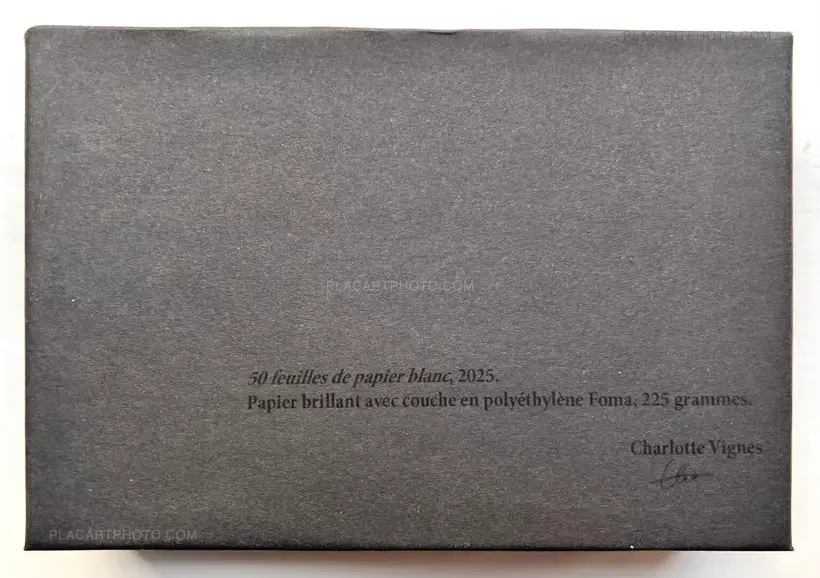 PLACARTPHOTO.COM
PLACARTPHOTO.COM
50 feuilles de papier blanc, 2025.
Papier brillant avec couche en polyéthylène Foma, 225 grammes.
Charlotte Vignes
PLACARTPHOTO.COM